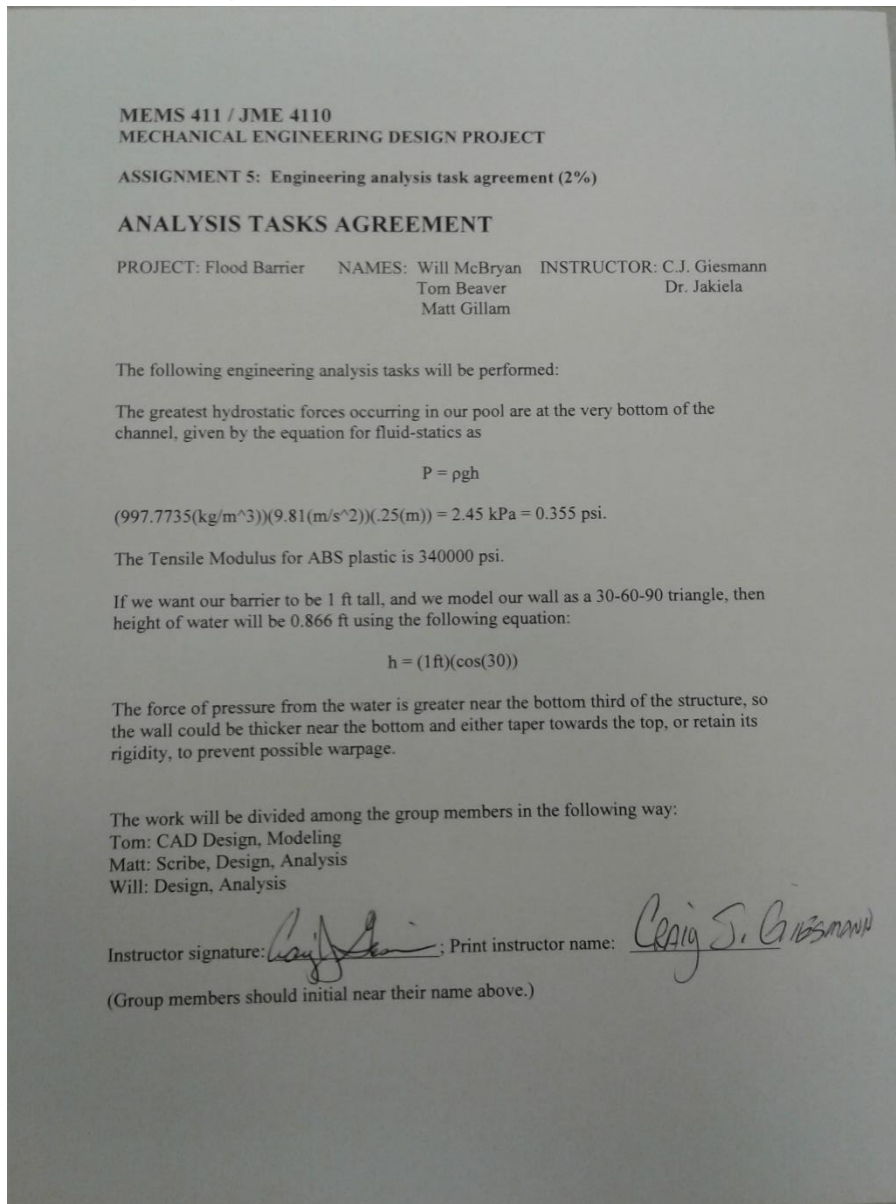 MEMS 411 / JME 4110
MECHANICAL ENGINEERING DESIGN PROJECT
ASSIGNMENT 5: Engineering analysis task agreement (2%)
ANALYSIS TASKS AGREEMENT
PROJECT: Flood Barrier NAMES: Will McBryan INSTRUCTOR: C.J. Giesmann
Tom Beaver Dr. Jakiela
Matt Gillam
The following engineering analysis tasks will be performed:
The greatest hydrostatic forces occurring in our pool are at the very bottom of the
channel, given by the equation for fluid-statics as
P = ρgh
(997.7735(kg/m^3))(9.81(m/s^2))(.25(m)) = 2.45 kPa = 0.355 psi.
The Tensile Modulus for ABS plastic is 340000 psi.
If we want our barrier to be 1 ft tall, and we model our wall as a 30-60-90 triangle, then
height of water will be 0.866 ft using the following equation:
h = (1ft)(cos(30))
The force of pressure from the water is greater near the bottom third of the structure, so
the wall could be thicker near the bottom and either taper towards the top, or retain its
rigidity, to prevent possible warpage.
The work will be divided among the group members in the following way:
Tom: CAD Design, Modeling
Matt: Scribe, Design, Analysis
Will: Design, Analysis
Instructor signature: ; Print instructor name: Craig J. Giesmann
(Group members should initial near their name above.)